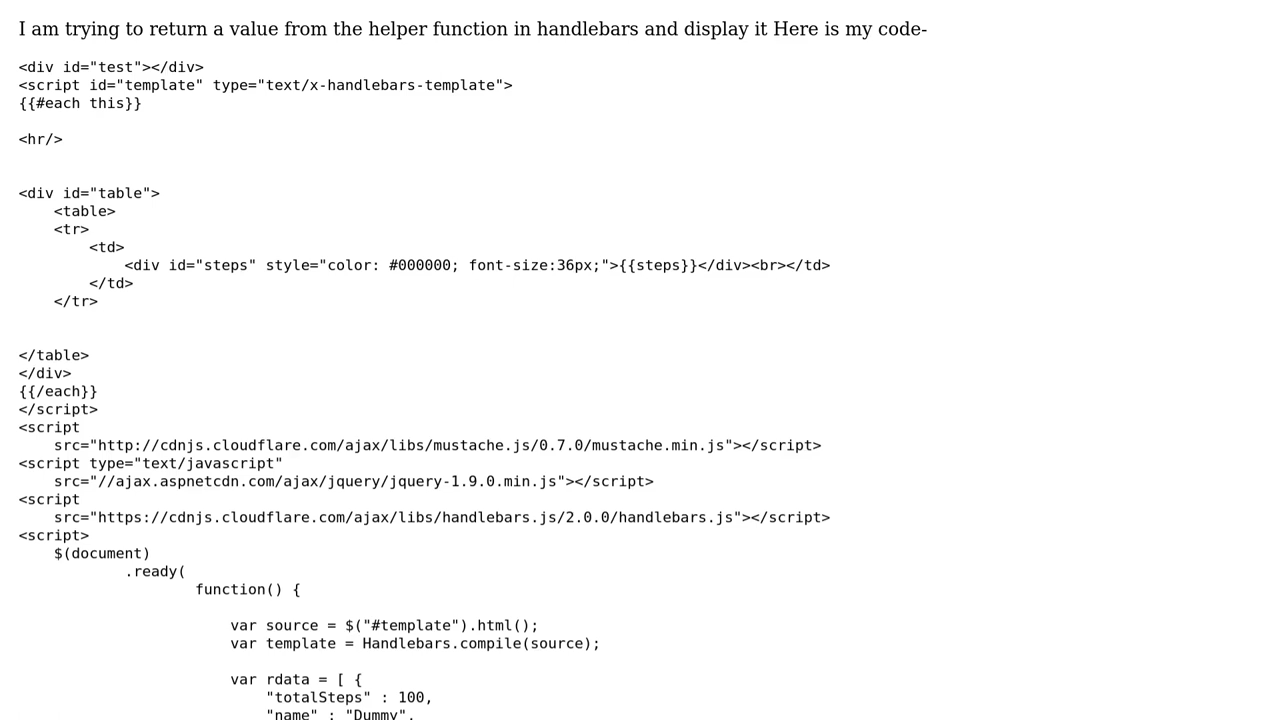 I am trying to return a value from the helper function in handlebars and display it Here is my code-
<div id="test"></div>
<script id="template" type="text/x-handlebars-template">
{{#each this}}
<hr/>
<div id="table">
    <table>
    <tr>
        <td>
            <div id="steps" style="color: #000000; font-size:36px;">{{steps}}</div><br></td>
        </td>
    </tr>
</table>
</div>
{{/each}}
</script>
<script
    src="http://cdnjs.cloudflare.com/ajax/libs/mustache.js/0.7.0/mustache.min.js"></script>
<script type="text/javascript"
    src="//ajax.aspnetcdn.com/ajax/jquery/jquery-1.9.0.min.js"></script>
<script
    src="https://cdnjs.cloudflare.com/ajax/libs/handlebars.js/2.0.0/handlebars.js"></script>
<script>
    $(document)
            .ready(
                    function() {
                        var source = $("#template").html();
                        var template = Handlebars.compile(source);
                        var rdata = [ {
                            "totalSteps" : 100,
                            "name" : "Dummy",